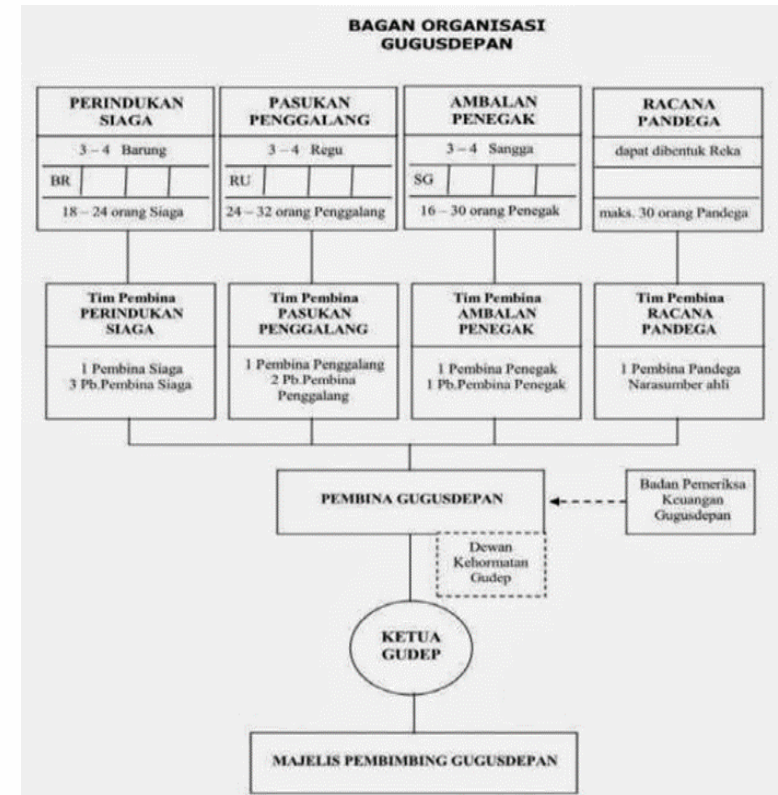 BAGAN ORGANISASI
GUGUSDEPAN
PERINDUKAN
SIAGA
3 – 4 Barung
BR
18 – 24 orang Siaga
PASUKAN
PENGGALANG
3 – 4 Regu
RU
24 – 32 orang Penggalang
AMBALAN
PENEGAK
3 – 4 Sangga
SG
16 – 30 orang Penegak
RACANA
PANDEGA
dapat dibentuk Reka
maks. 30 orang Pandega
Tim Pembina
PERINDUKAN
SIAGA
1 Pembina Siaga
3 Pb.Pembina Siaga
Tim Pembina
PASUKAN
PENGGALANG
1 Pembina Penggalang
2 Pb.Pembina
Penggalang
Tim Pembina
AMBALAN
PENEGAK
1 Pembina Penegak
1 Pb.Pembina Penegak
Tim Pembina
RACANA
PANDEGA
1 Pembina Pandega
Narasumber ahli
PEMBINA GUGUSDEPAN
Badan Pemeriksa
Keuangan
Gugusdepan
Dewan
Kehormatan
Gudep
KETUA
GUDEP
MAJELIS PEMBIMBING GUGUSDEPAN